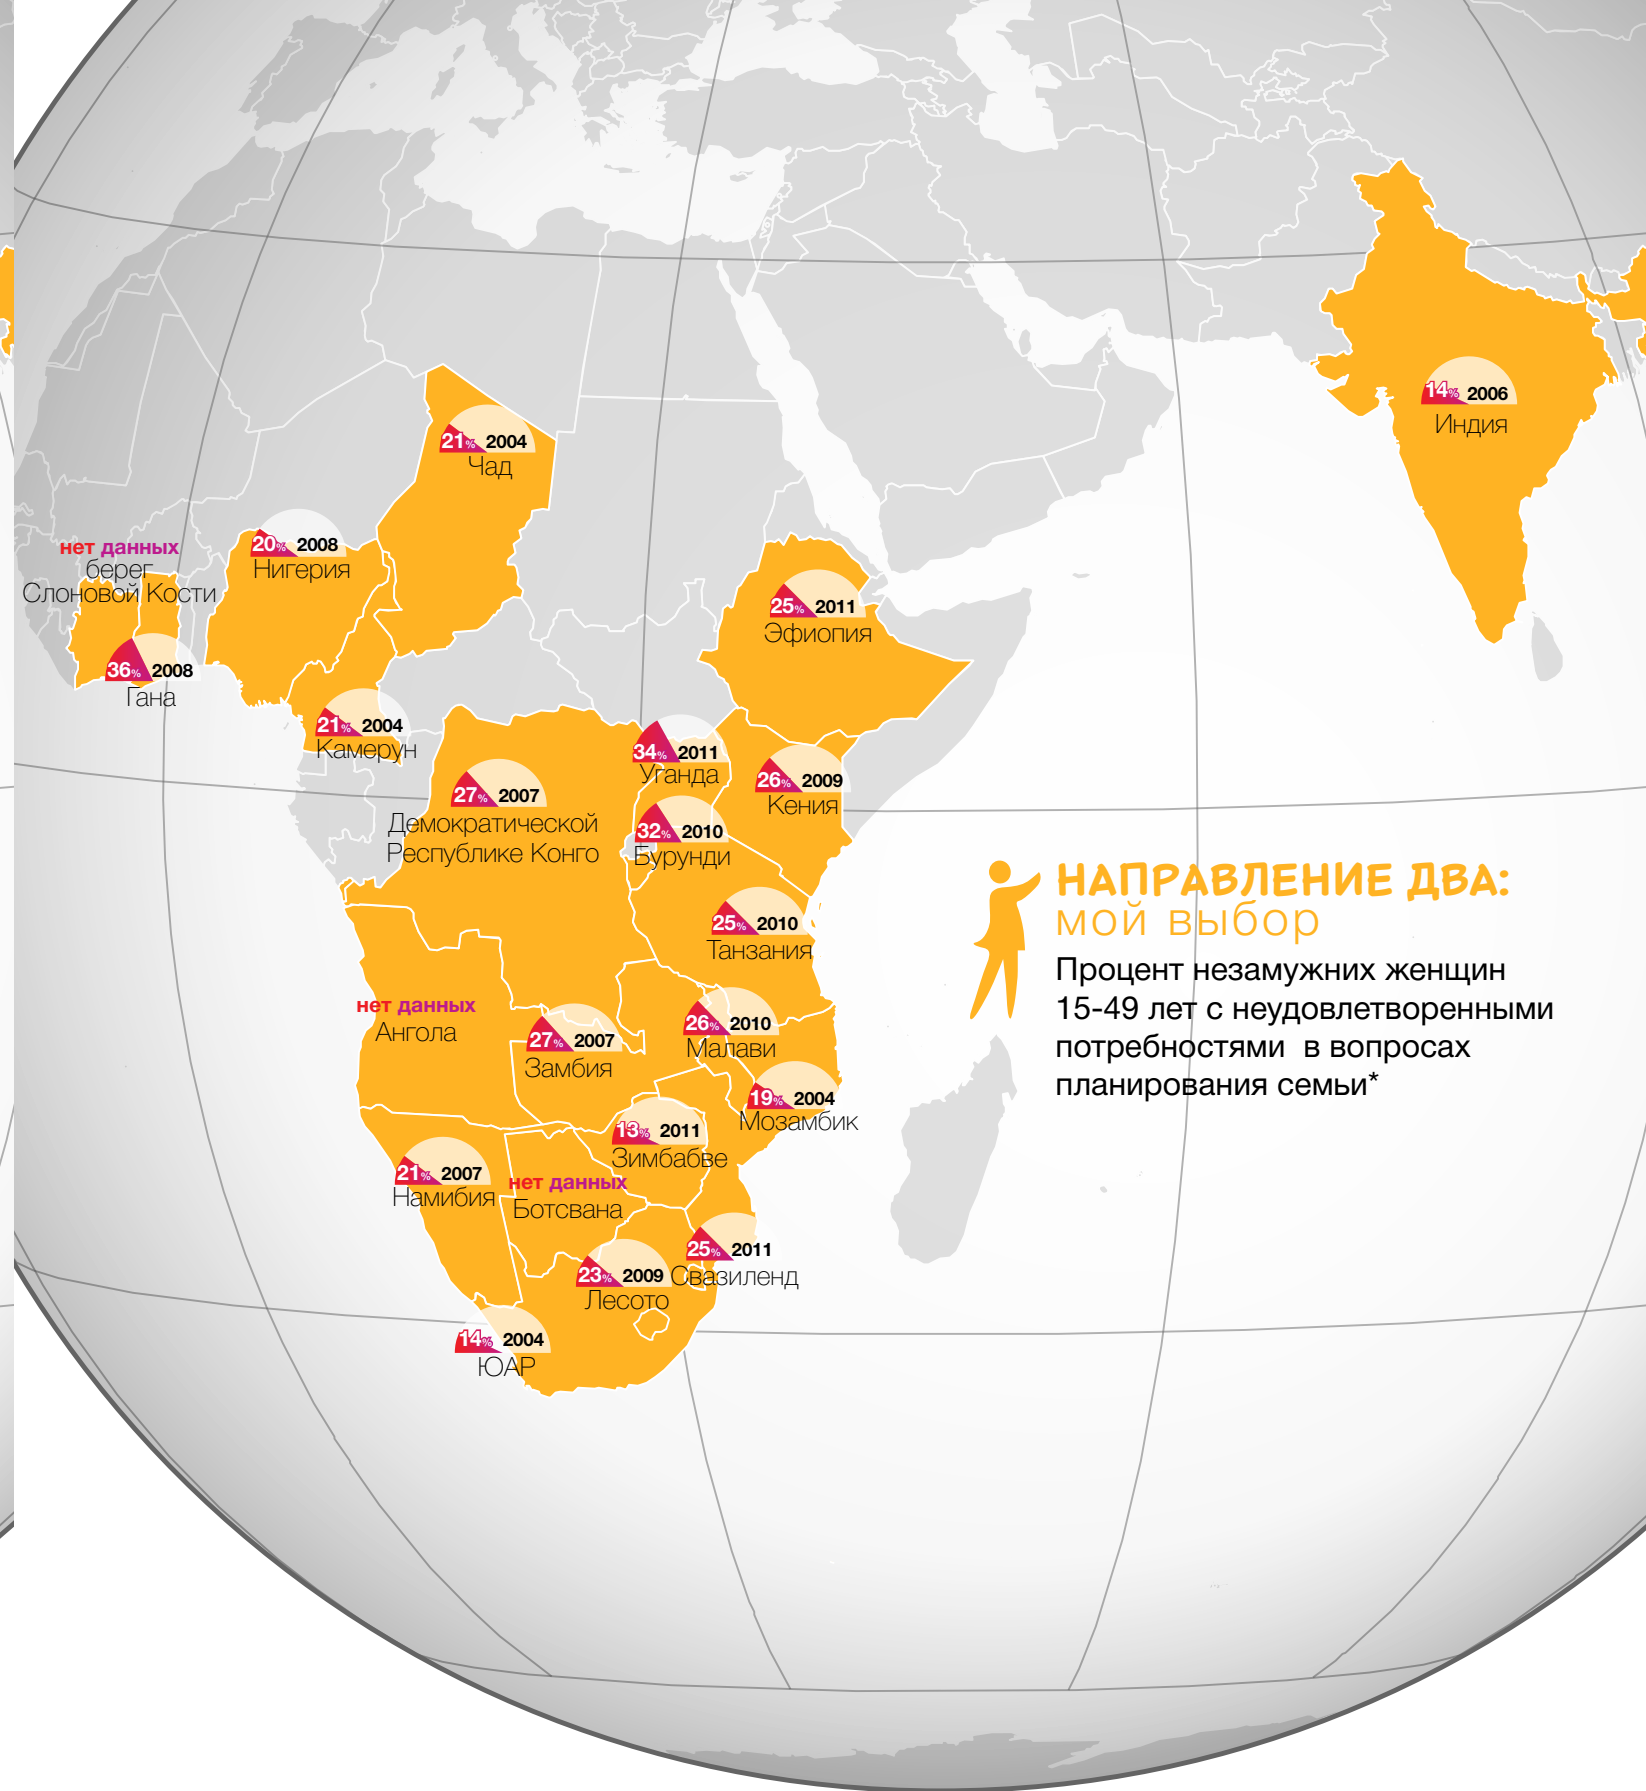 14% 2006
Индия
21% 2004
Чад
20% 2008
Нигерия
нет данных
берег
Слоновой Кости
25% 2011
Эфиопия
36% 2008
Гана
21% 2004
Камерун
34% 2011
Уганда
26% 2009
Кения
27% 2007
Демократической
Республике Конго
32% 2010
Бурунди
25% 2010
Танзания
НАПРАВЛЕНИЕ ДВА:
мой выбор
Процент незамужних женщин
15-49 лет с неудовлетворенными
потребностями в вопросах
планирования семьи*
нет данных
Ангола
27% 2007
Замбия
26% 2010
Малави
19% 2004
Мозамбик
13% 2011
Зимбабве
21% 2007
Намибия
нет данных
Ботсвана
25% 2011
Свазиленд
23% 2009
Лесото
14% 2004
ЮАР